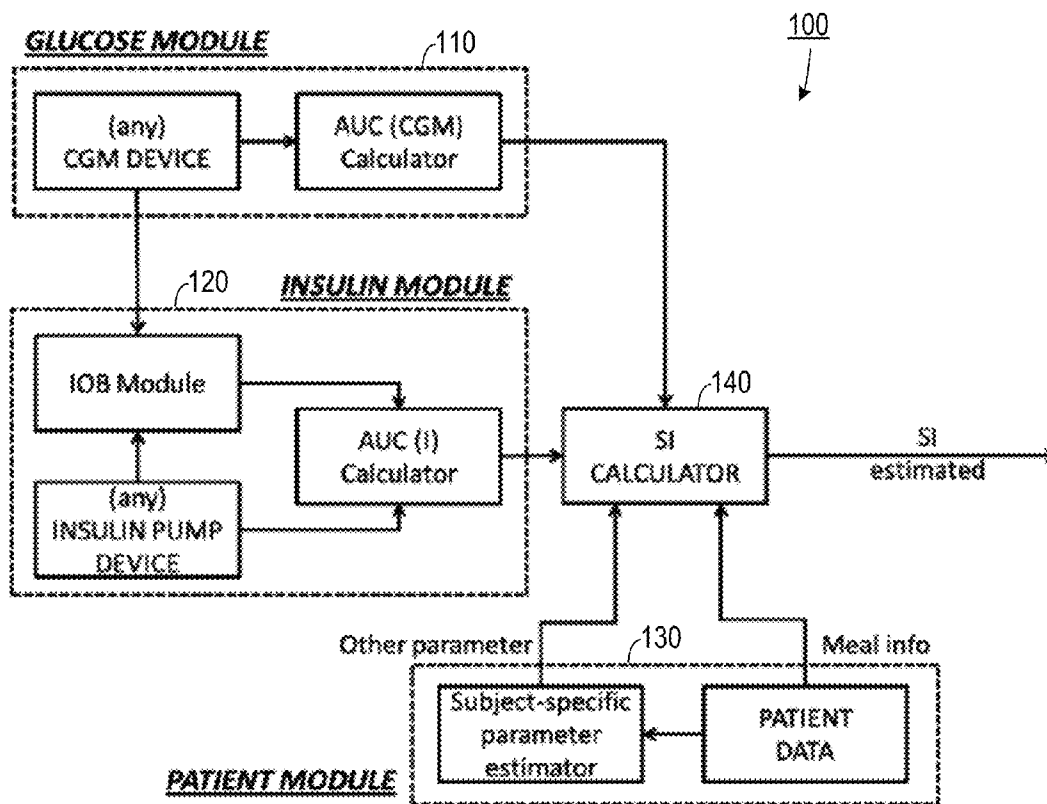 GLUCOSE MODULE
110
100
(any)
CGM DEVICE
AUC (CGM)
Calculator
120
INSULIN MODULE
IOB Module
AUC (I)
Calculator
(any)
INSULIN PUMP
DEVICE
140
SI
CALCULATOR
SI
estimated
Other parameter
130
Meal info
Subject-specific
parameter
estimator
PATIENT
DATA
PATIENT MODULE